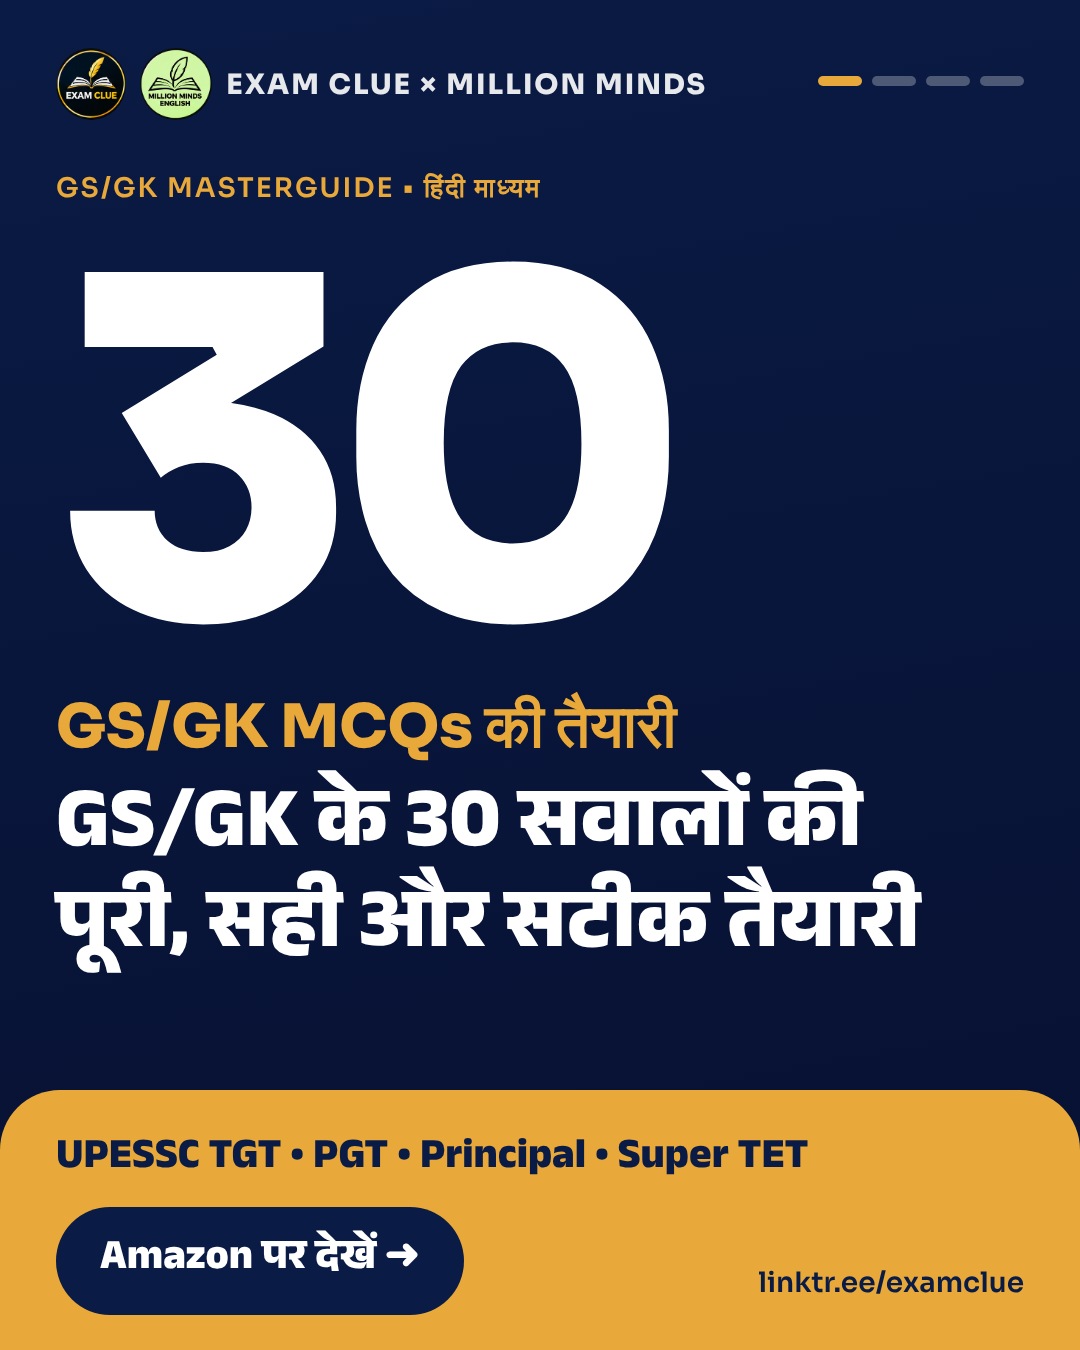 EXAM CLUE
MILLION MINDS
ENGLISH
EXAM CLUE × MILLION MINDS
GS/GK MASTERGUIDE • हिंदी माध्यम
30
GS/GK MCQs की तैयारी
GS/GK के 30 सवालों की
पूरी, सही और सटीक तैयारी
UPESSC TGT • PGT • Principal • Super TET
Amazon पर देखें →
linktr.ee/examclue